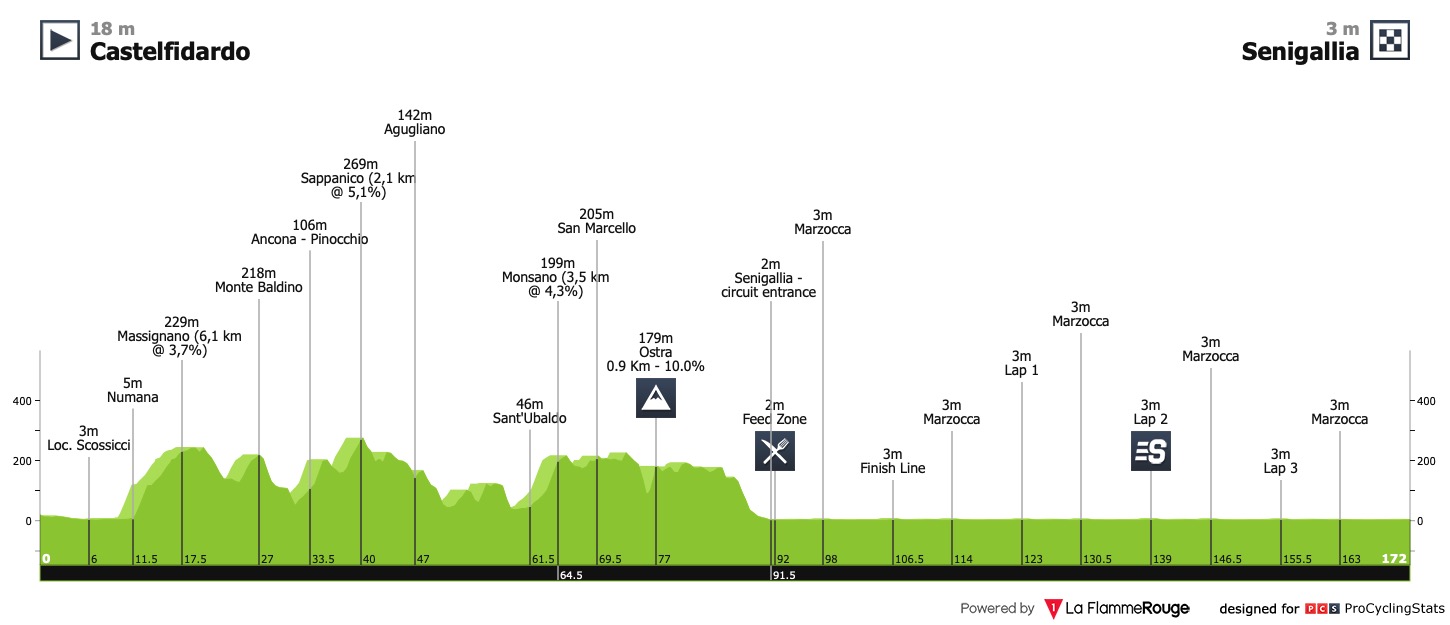 18 m
Castelfidardo
3 m
Senigallia
142m
Agugliano
269m
Sappanico (2,1 km
@ 5,1%)
106m
Ancona - Pinocchio
218m
Monte Baldino
229m
Massignano (6,1 km
@ 3,7%)
5m
Numana
3m
Loc. Scossicci
205m
San Marcello
199m
Monsano (3,5 km
@ 4,3%)
46m
Sant'Ubaldo
179m
Ostra
0.9 Km - 10.0%
2m
Senigallia -
circuit entrance
2m
Feed Zone
3m
Marzocca
3m
Finish Line
3m
Marzocca
3m
Lap 1
3m
Marzocca
3m
Lap 2
S
3m
Marzocca
3m
Lap 3
3m
Marzocca
400
200
0
400
200
0
0 6 11.5 17.5 27 33.5 40 47 61.5 69.5 77 92 98 106.5 114 123 130.5 139 146.5 155.5 163 172
64.5 91.5
Powered by 1 La FlammeRouge designed for PCS ProCyclingStats